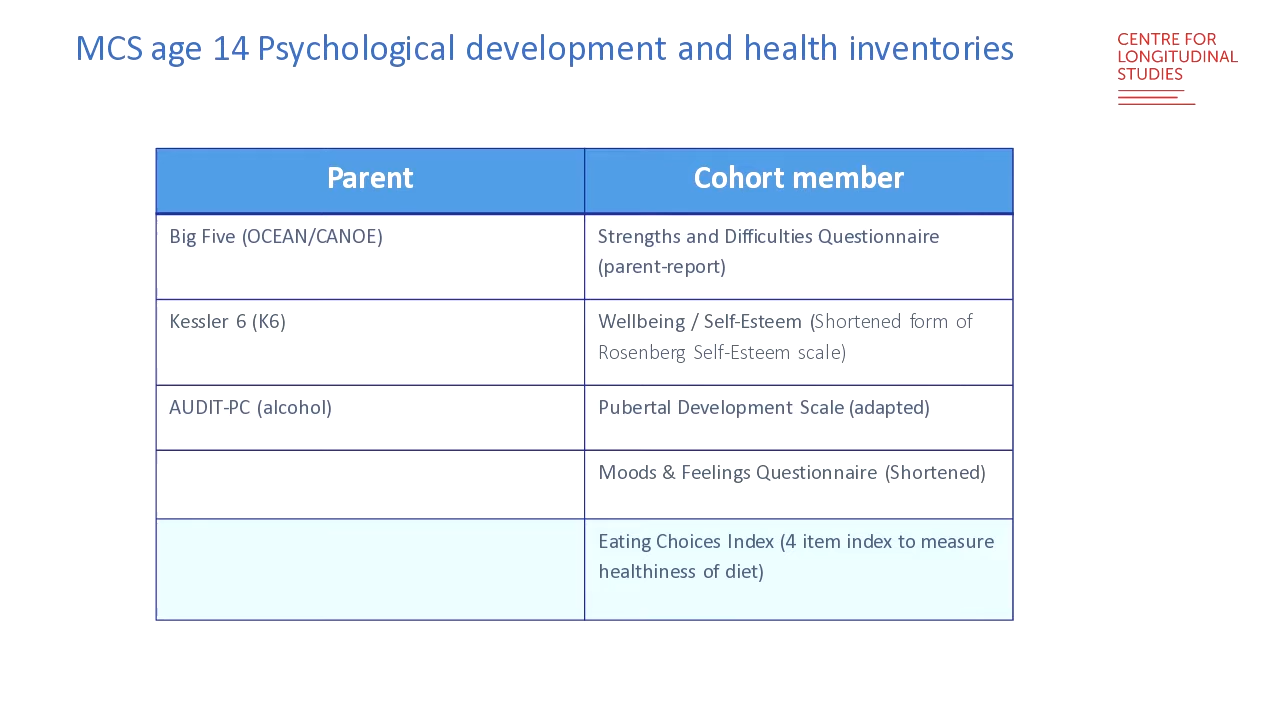 MCS age 14 Psychological development and health inventories
CENTRE FOR
LONGITUDINAL
STUDIES
Parent
Cohort member
Big Five (OCEAN/CANOE)
Strengths and Difficulties Questionnaire
(parent-report)
Kessler 6 (K6)
Wellbeing / Self-Esteem (Shortened form of
Rosenberg Self-Esteem scale)
AUDIT-PC (alcohol)
Pubertal Development Scale (adapted)
Moods & Feelings Questionnaire (Shortened)
Eating Choices Index (4 item index to measure
healthiness of diet)